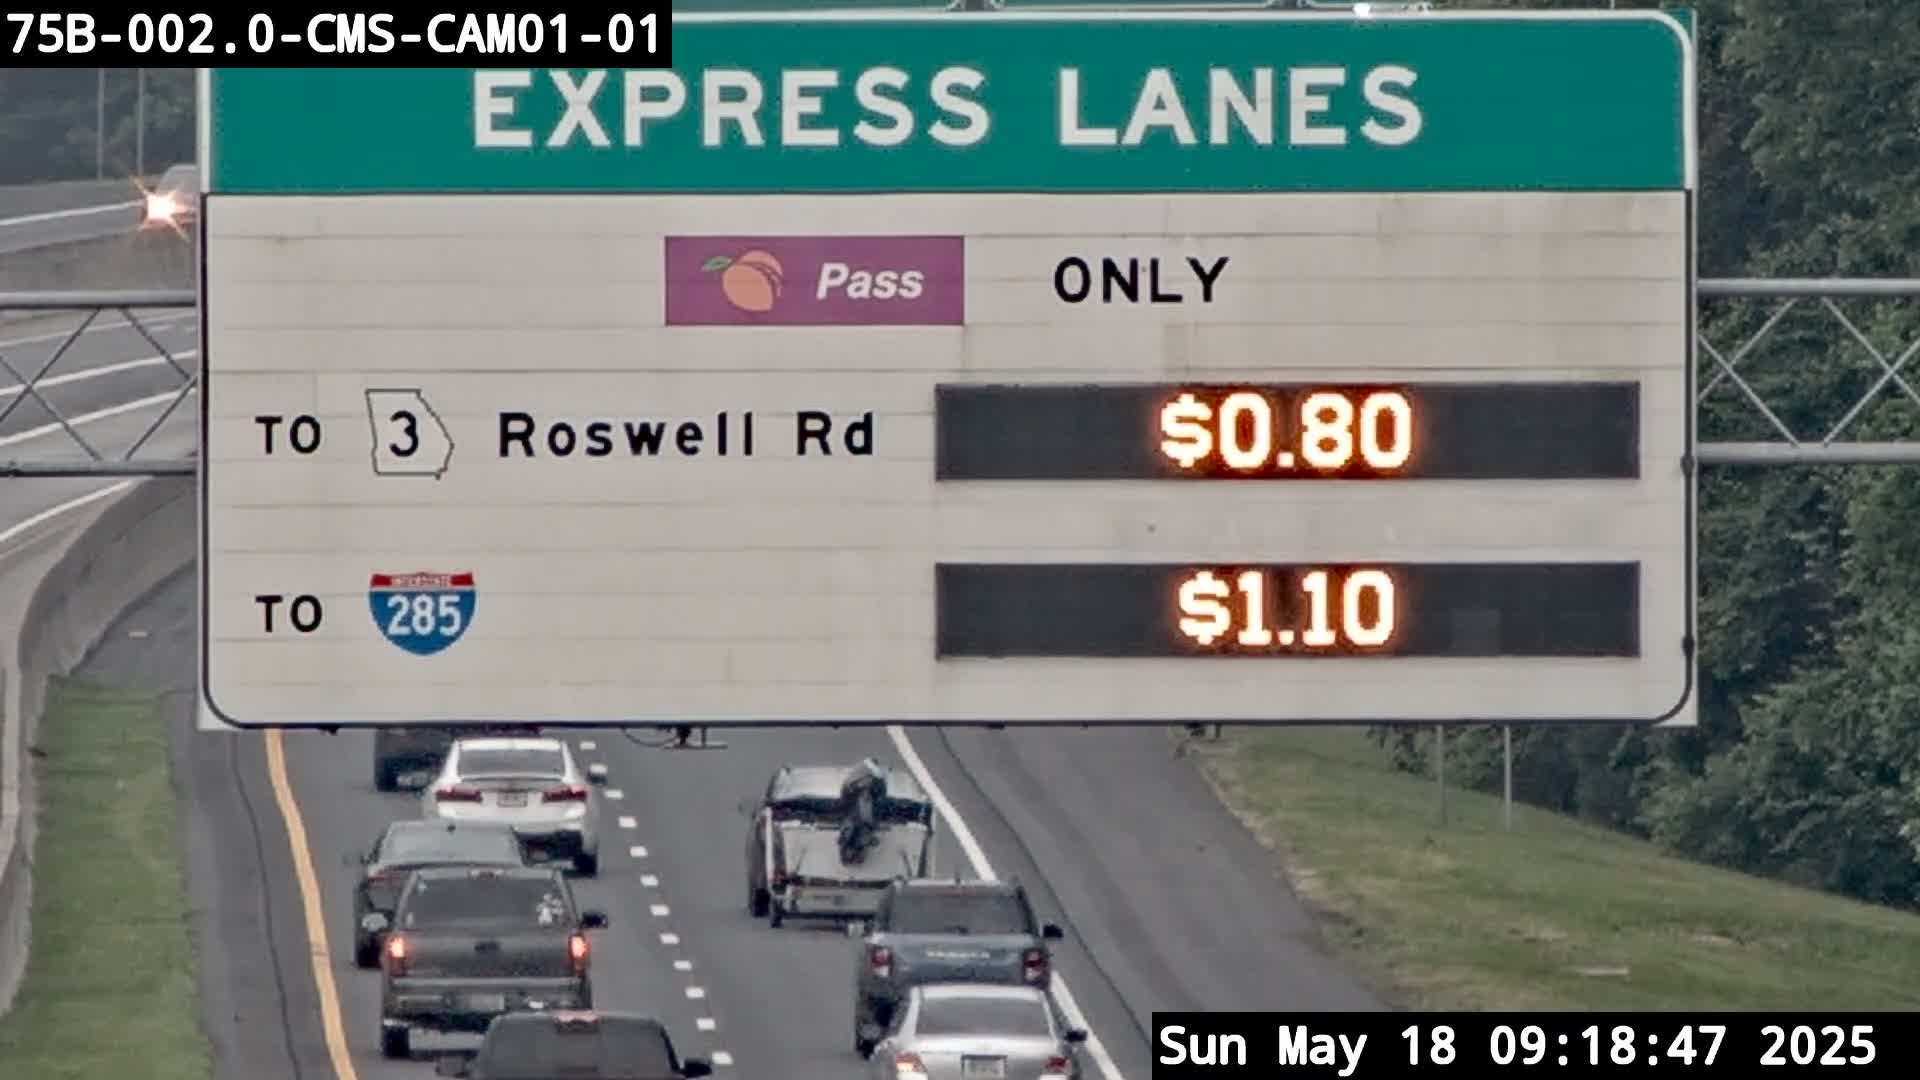 75B-002.0-CMS-CAM01-01
EXPRESS LANES
Pass ONLY
TO 3 Roswell Rd $0.80
TO INTERSTATE 285 $1.10
Sun May 18 09:18:47 2025